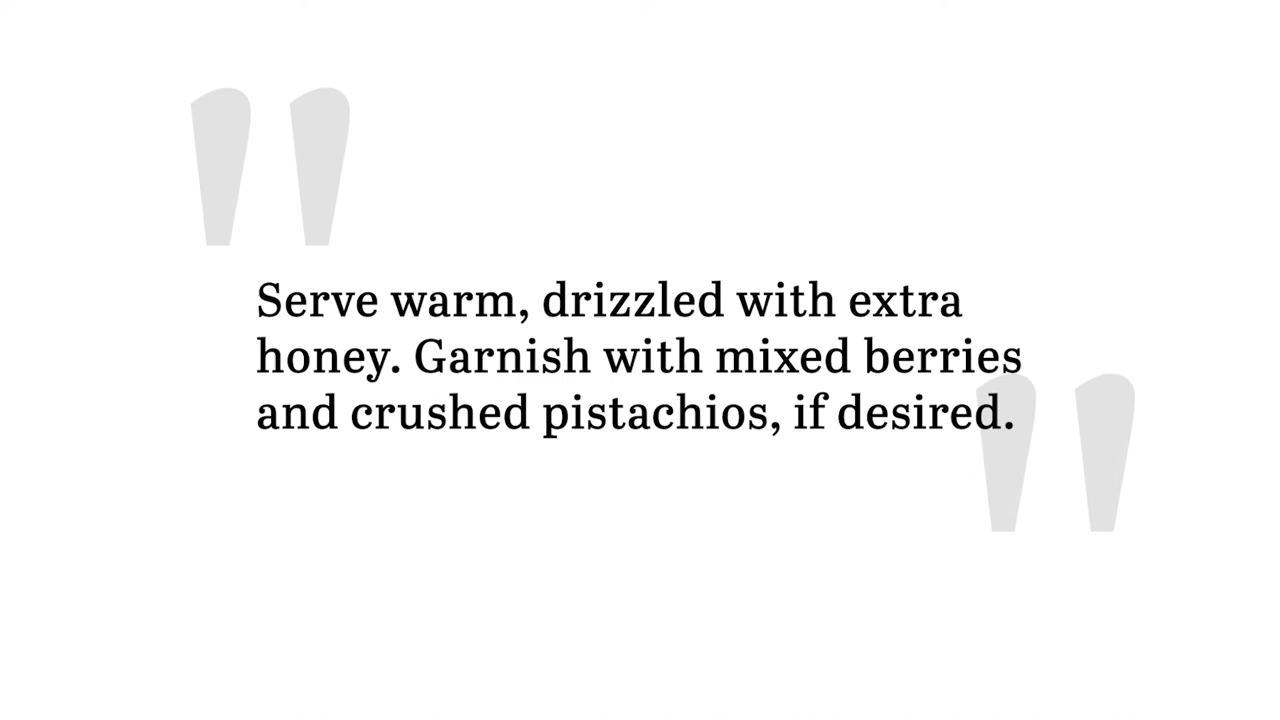 Serve warm, drizzled with extra
honey. Garnish with mixed berries
and crushed pistachios, if desired.